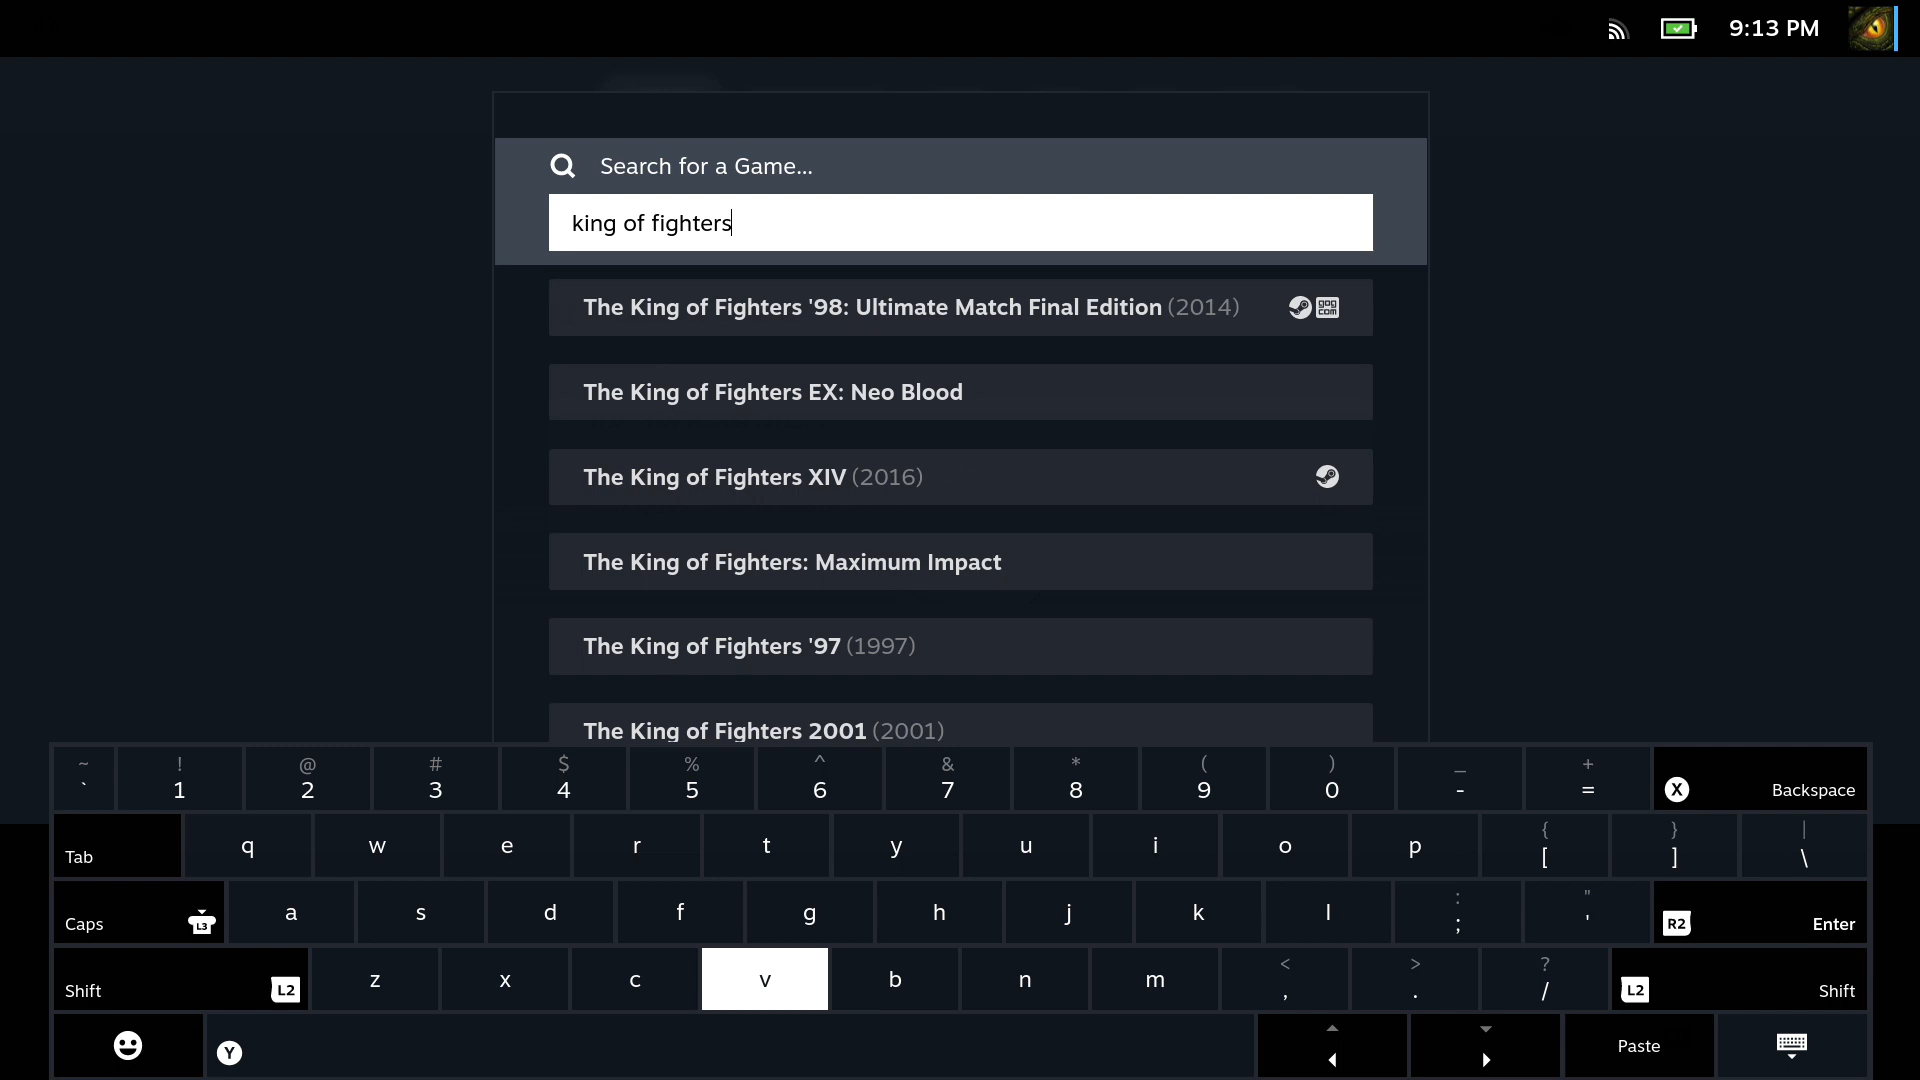 9:13 PM
Search for a Game...
king of fighters
The King of Fighters '98: Ultimate Match Final Edition (2014)
GOG COM
The King of Fighters EX: Neo Blood
The King of Fighters XIV (2016)
The King of Fighters: Maximum Impact
The King of Fighters '97 (1997)
The King of Fighters 2001 (2001)
~ ! @ # $ % ^ & * ( ) _ +
` 1 2 3 4 5 6 7 8 9 0 - = X Backspace
{ } |
Tab q w e r t y u i o p [ ] \
: "
Caps L3 a s d f g h j k l ; ' R2 Enter
< > ?
Shift L2 z x c v b n m , . / L2 Shift
Y Paste